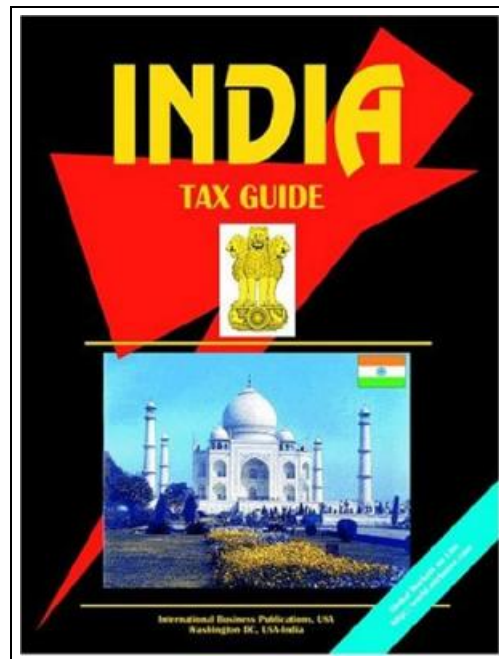 INDIA
TAX GUIDE
International Business Publications, USA
Washington DC, USA-India